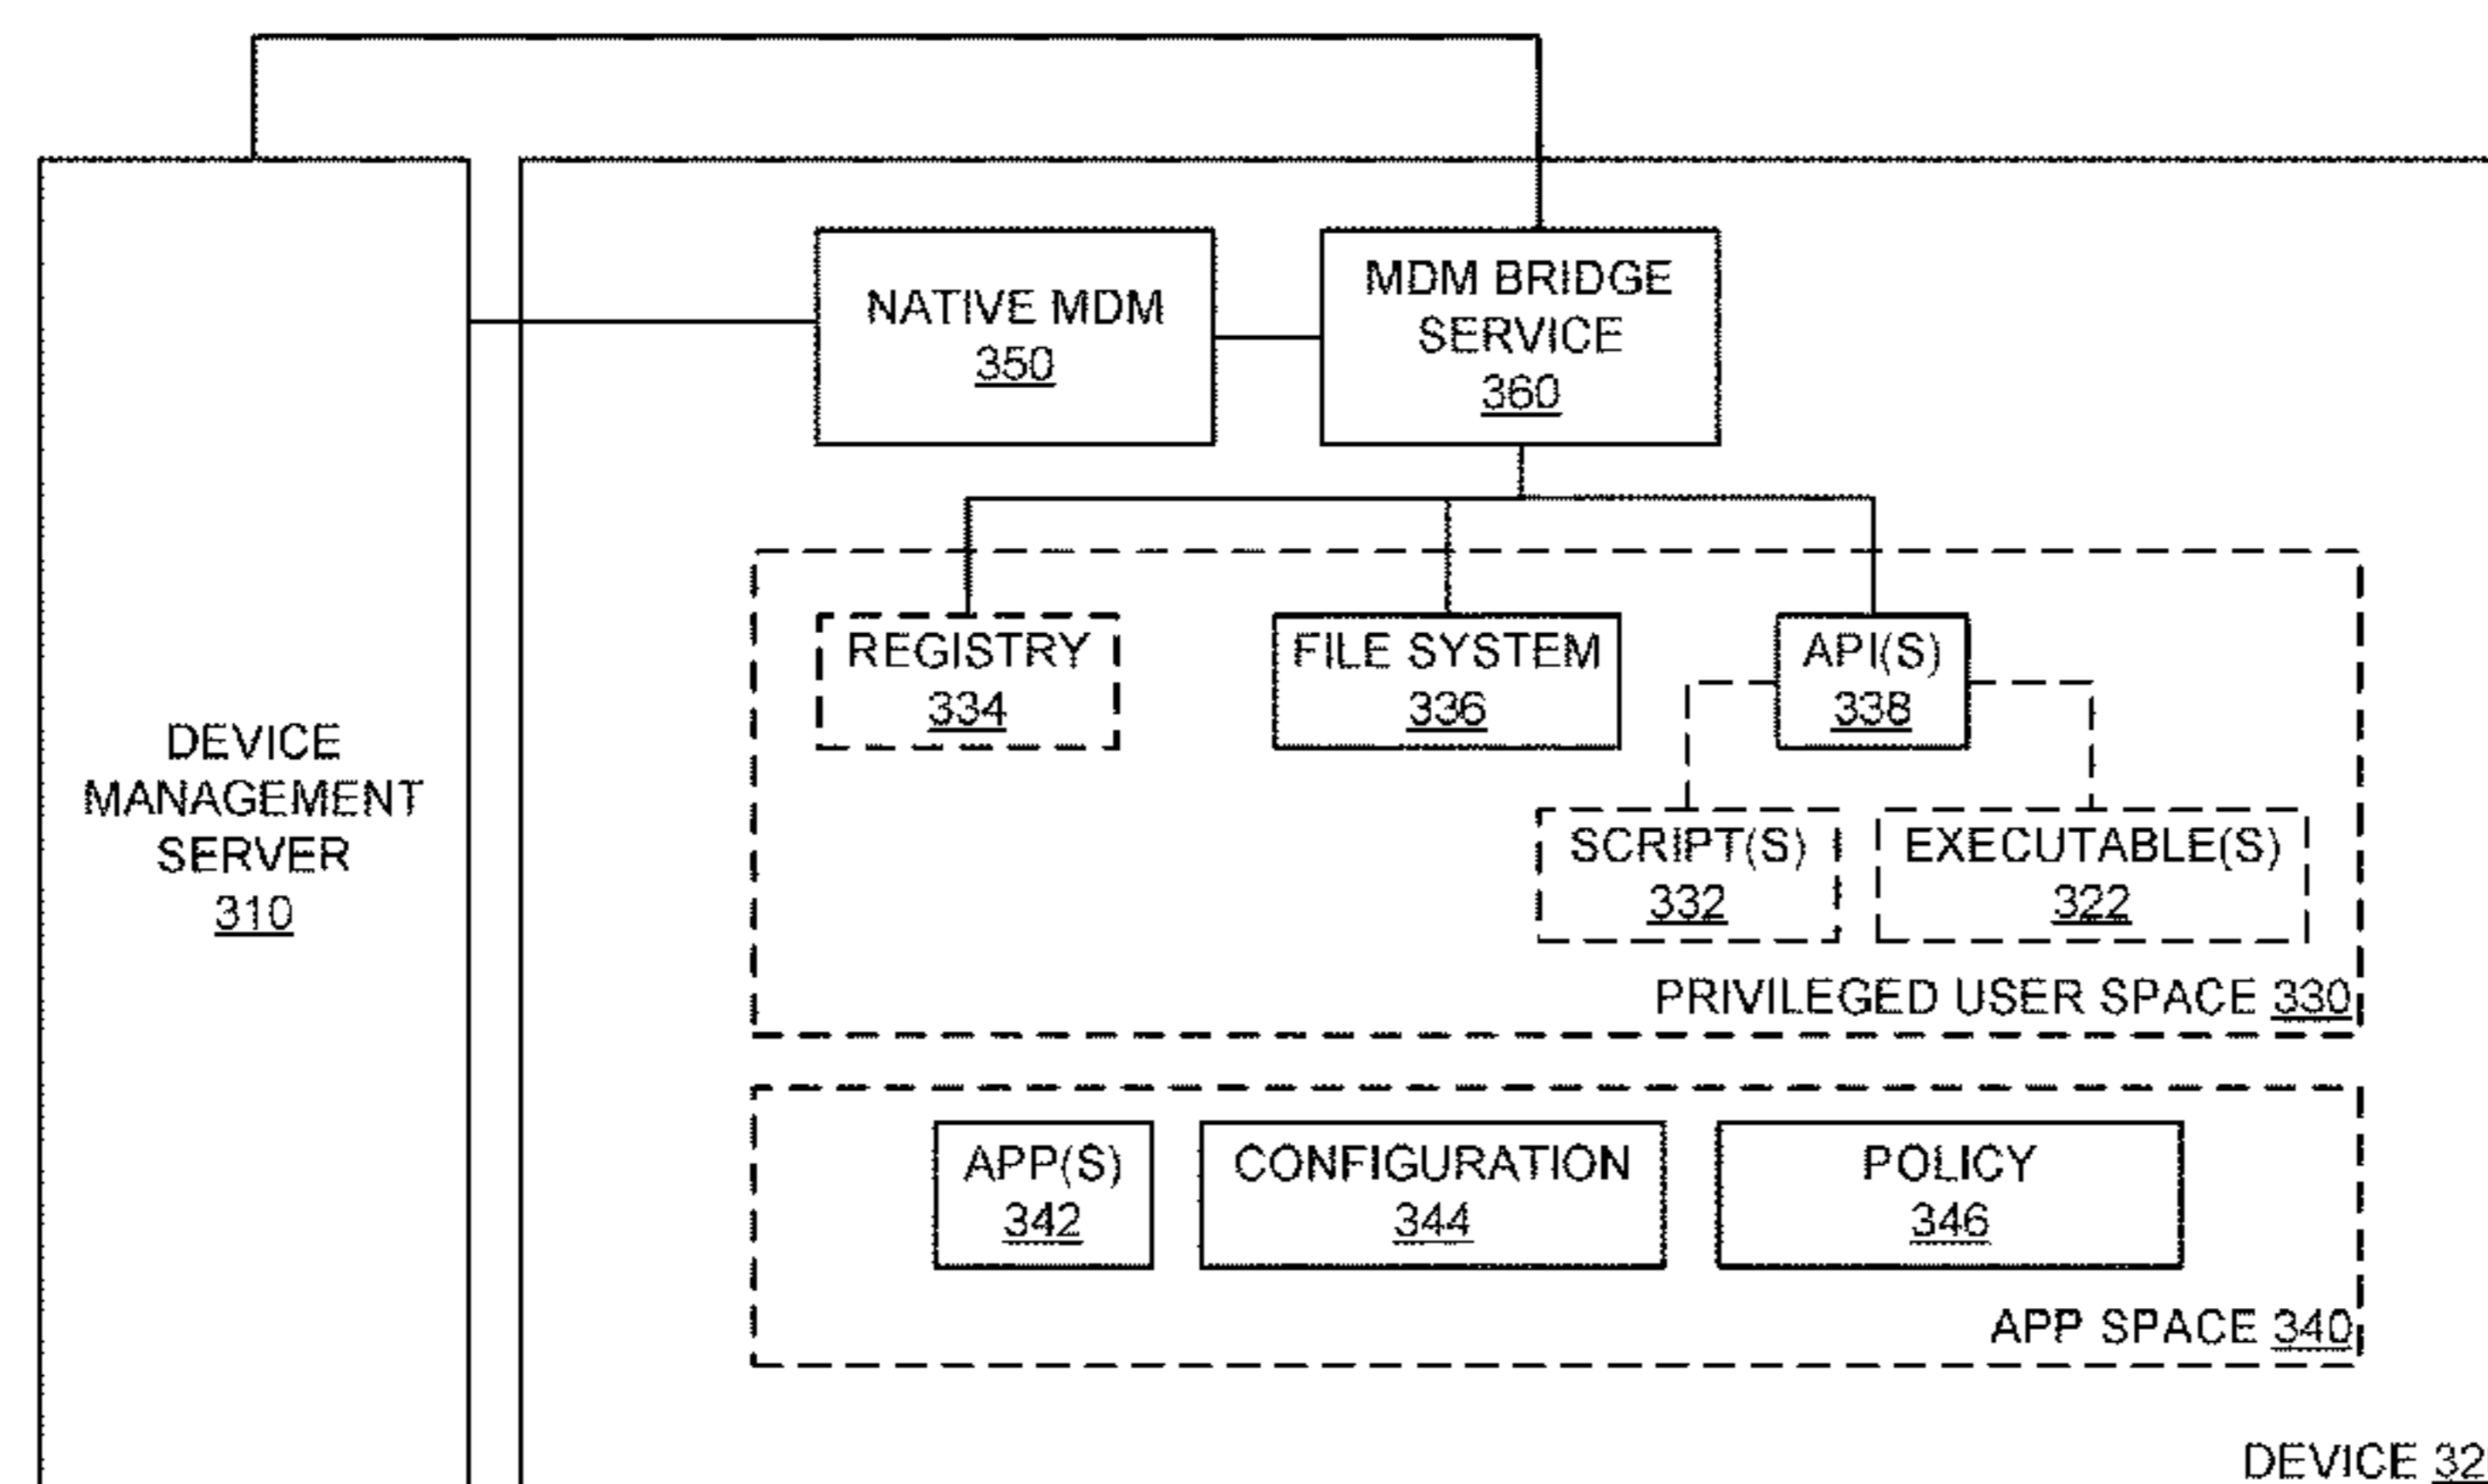 NATIVE MDM
350
MDM BRIDGE
SERVICE
360
REGISTRY
334
FILE SYSTEM
336
API(S)
338
DEVICE
MANAGEMENT
SERVER
310
SCRIPT(S)
332
EXECUTABLE(S)
322
PRIVILEGED USER SPACE 330
APP(S)
342
CONFIGURATION
344
POLICY
346
APP SPACE 340
DEVICE